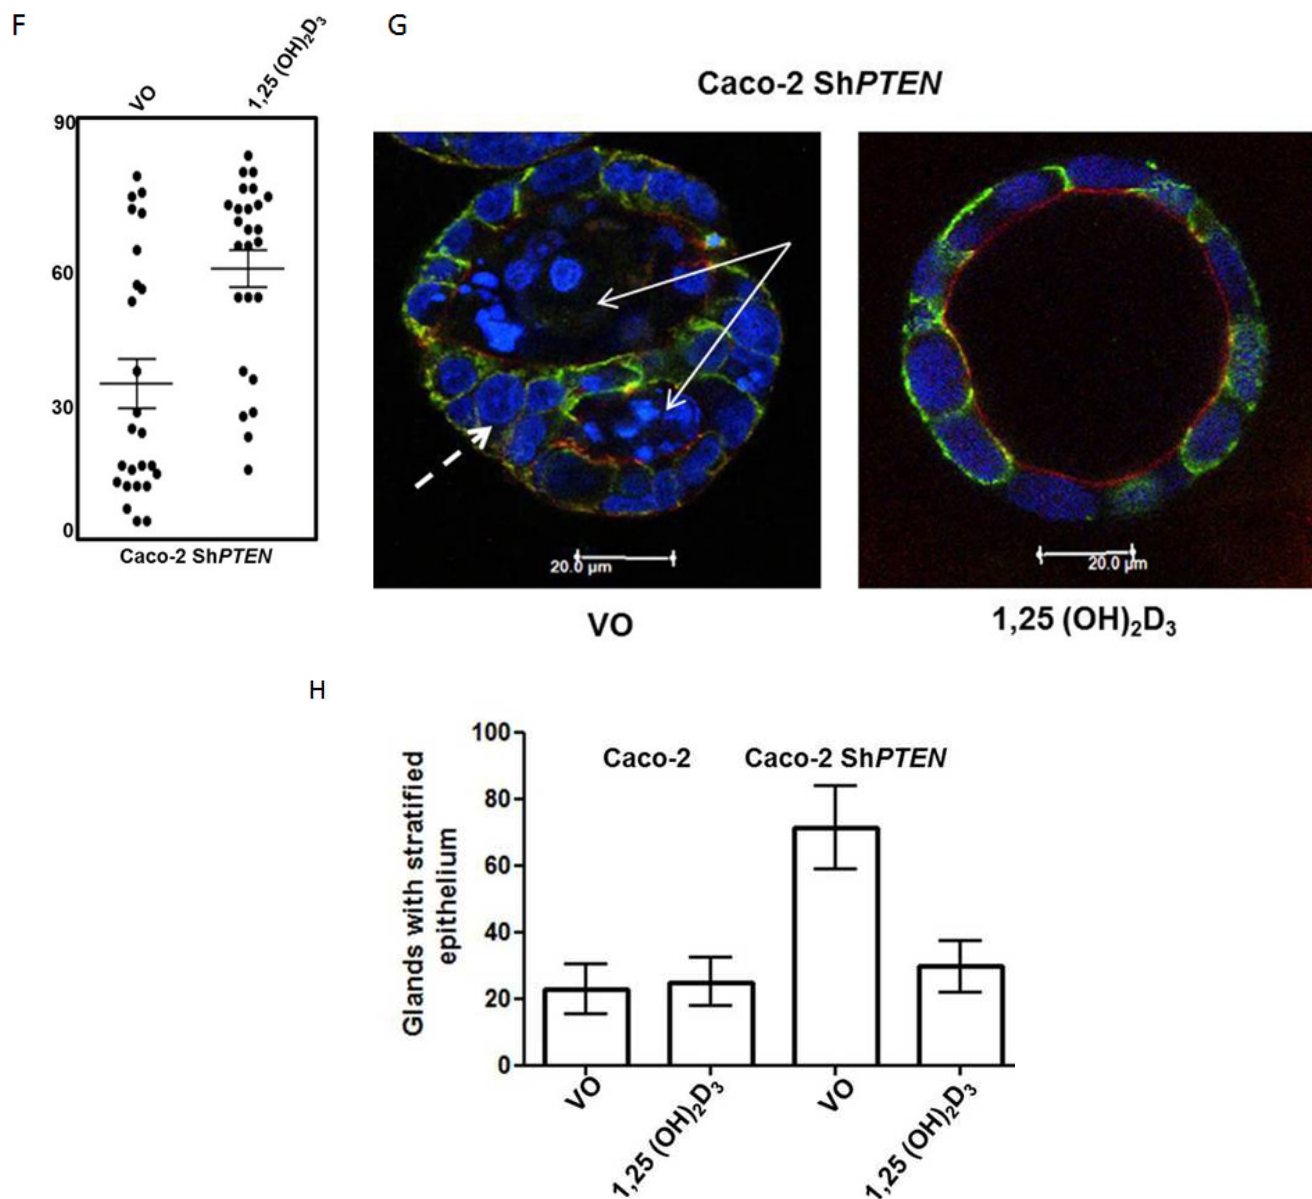 F
G
VO
1,25 (OH)₂D₃
90
60
30
0
Caco-2 ShPTEN
Caco-2 ShPTEN
20.0 µm
20.0 µm
VO
1,25 (OH)₂D₃
H
100
80
60
40
20
0
Glands with stratified
epithelium
Caco-2
Caco-2 ShPTEN
VO
1,25 (OH)₂D₃
VO
1,25 (OH)₂D₃